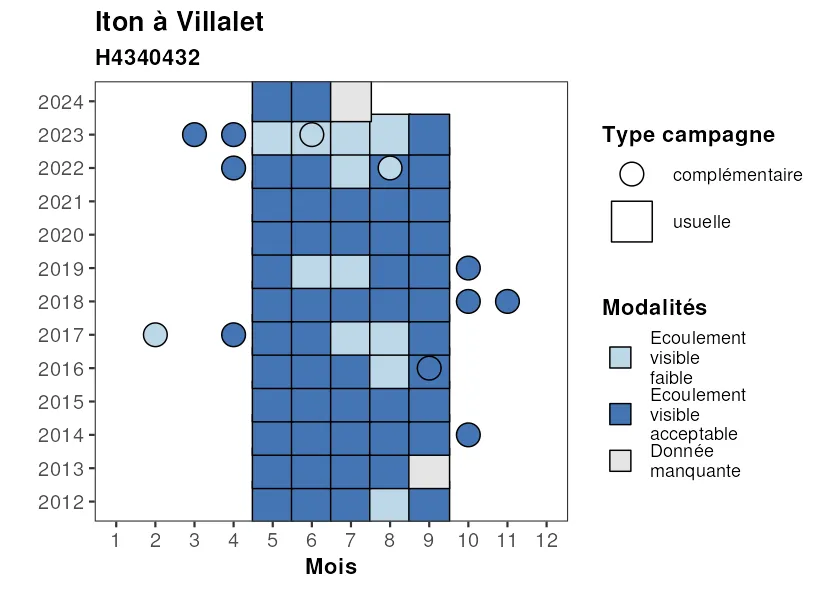 Iton à Villalet
H4340432
2024
2023
2022
2021
2020
2019
2018
2017
2016
2015
2014
2013
2012
1 2 3 4 5 6 7 8 9 10 11 12
Mois
Type campagne
complémentaire
usuelle
Modalités
Ecoulement
visible
faible
Ecoulement
visible
acceptable
Donnée
manquante